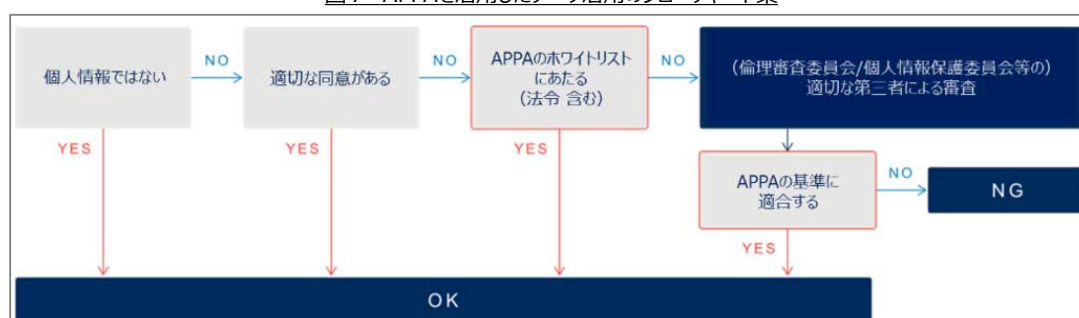 個人情報ではない
NO
適切な同意がある
NO
APPAのホワイトリスト
にあたる
(法令 含む)
NO
(倫理審査委員会/個人情報保護委員会等の)
適切な第三者による審査
YES
YES
YES
APPAの基準に
適合する
NO
NG
YES
OK